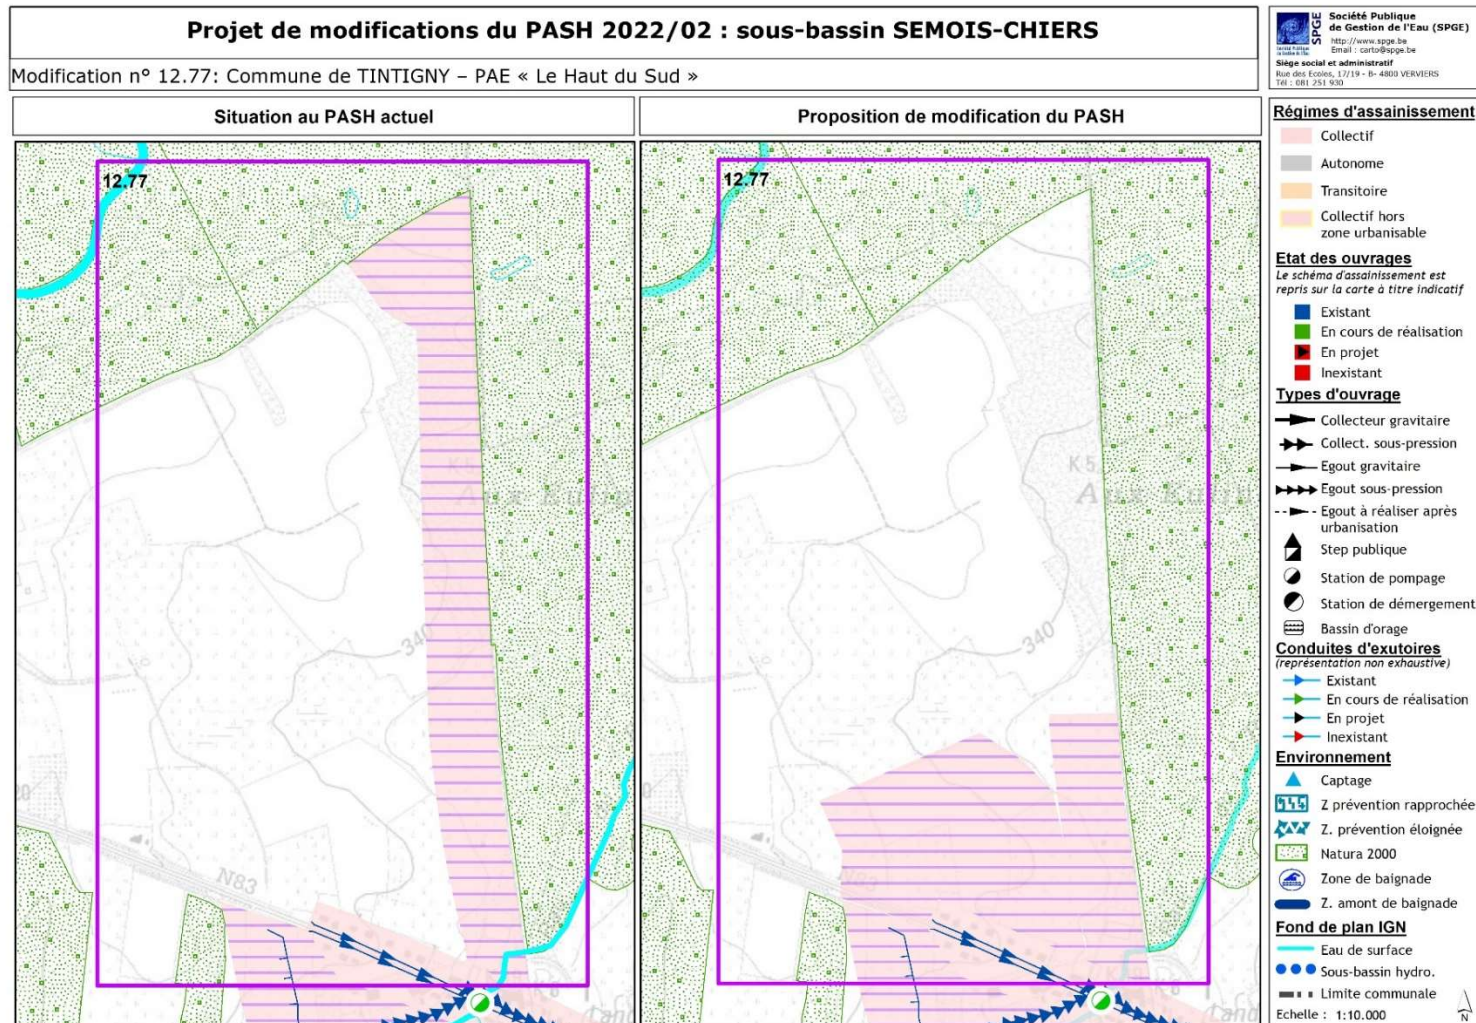 Projet de modifications du PASH 2022/02 : sous-bassin SEMOIS-CHIERS
Modification n° 12.77: Commune de TINTIGNY – PAE « Le Haut du Sud »
SPGE
Société Publique
de Gestion de l'Eau (SPGE)
http://www.spge.be
Email : carto@spge.be
Siège social et administratif
Rue des Ecoles, 17/19 - B- 4800 VERVIERS
Tél : 081 251 930
Situation au PASH actuel
Proposition de modification du PASH
12.77
340
N83
12.77
K 5
340
N83
Régimes d'assainissement
Collectif
Autonome
Transitoire
Collectif hors
zone urbanisable
Etat des ouvrages
Le schéma d'assainissement est
repris sur la carte à titre indicatif
Existant
En cours de réalisation
En projet
Inexistant
Types d'ouvrage
Collecteur gravitaire
Collect. sous-pression
Egout gravitaire
Egout sous-pression
Egout à réaliser après
urbanisation
Step publique
Station de pompage
Station de démergement
Bassin d'orage
Conduites d'exutoires
(représentation non exhaustive)
Existant
En cours de réalisation
En projet
Inexistant
Environnement
Captage
Z prévention rapprochée
Z. prévention éloignée
Natura 2000
Zone de baignade
Z. amont de baignade
Fond de plan IGN
Eau de surface
Sous-bassin hydro.
Limite communale
Echelle : 1:10.000
N